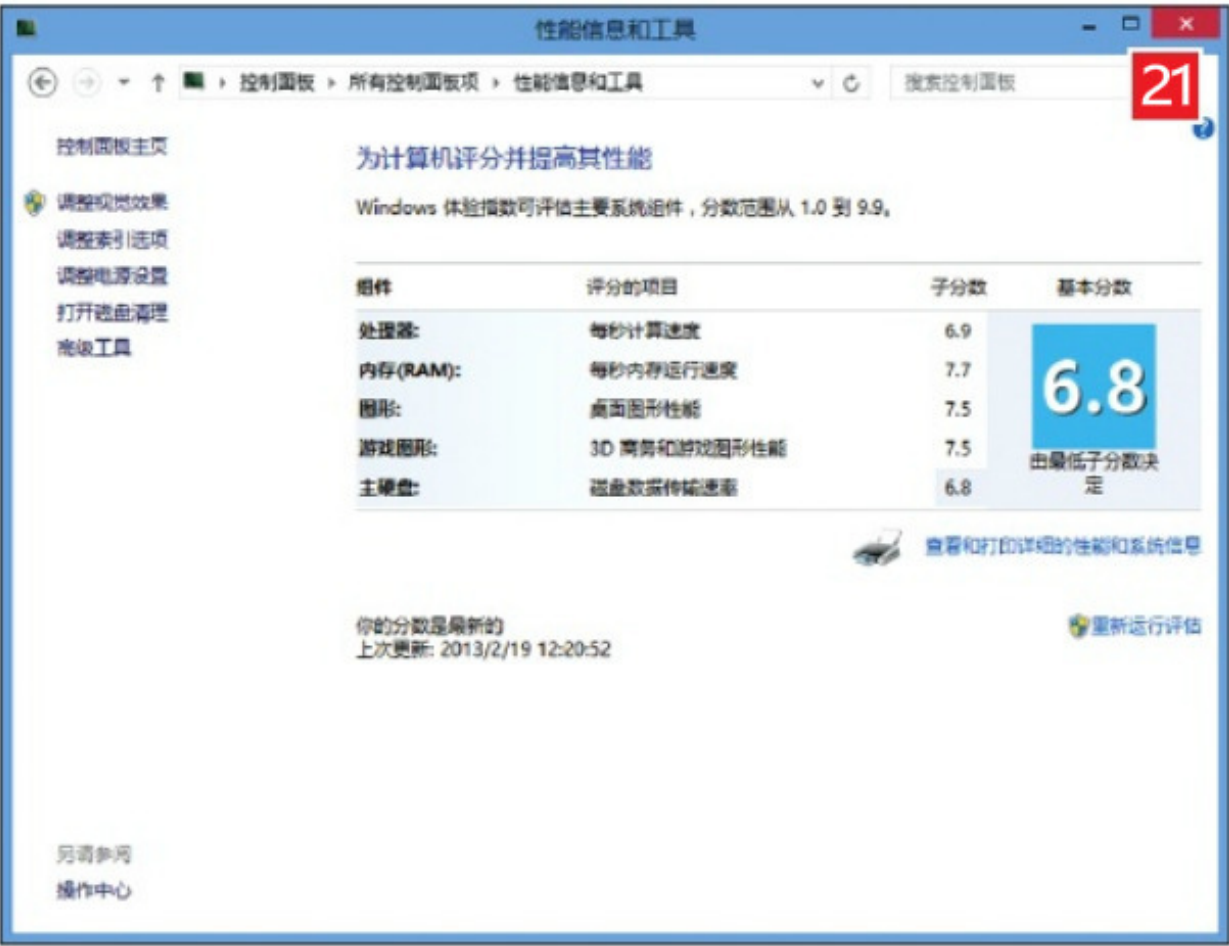 性能信息和工具
控制面板 › 所有控制面板项 › 性能信息和工具
搜索控制面板
21
控制面板主页
调整视觉效果
调整索引选项
调整电源设置
打开磁盘清理
高级工具
为计算机评分并提高其性能
Windows 体验指数可评估主要系统组件，分数范围从 1.0 到 9.9。
组件 评分的项目 子分数 基本分数
处理器: 每秒计算速度 6.9
内存(RAM): 每秒内存运行速度 7.7
图形: 桌面图形性能 7.5
游戏图形: 3D 商务和游戏图形性能 7.5
主硬盘: 磁盘数据传输速率 6.8
6.8
由最低子分数决
定
查看和打印详细的性能和系统信息
你的分数是最新的
上次更新: 2013/2/19 12:20:52
重新运行评估
另请参阅
操作中心